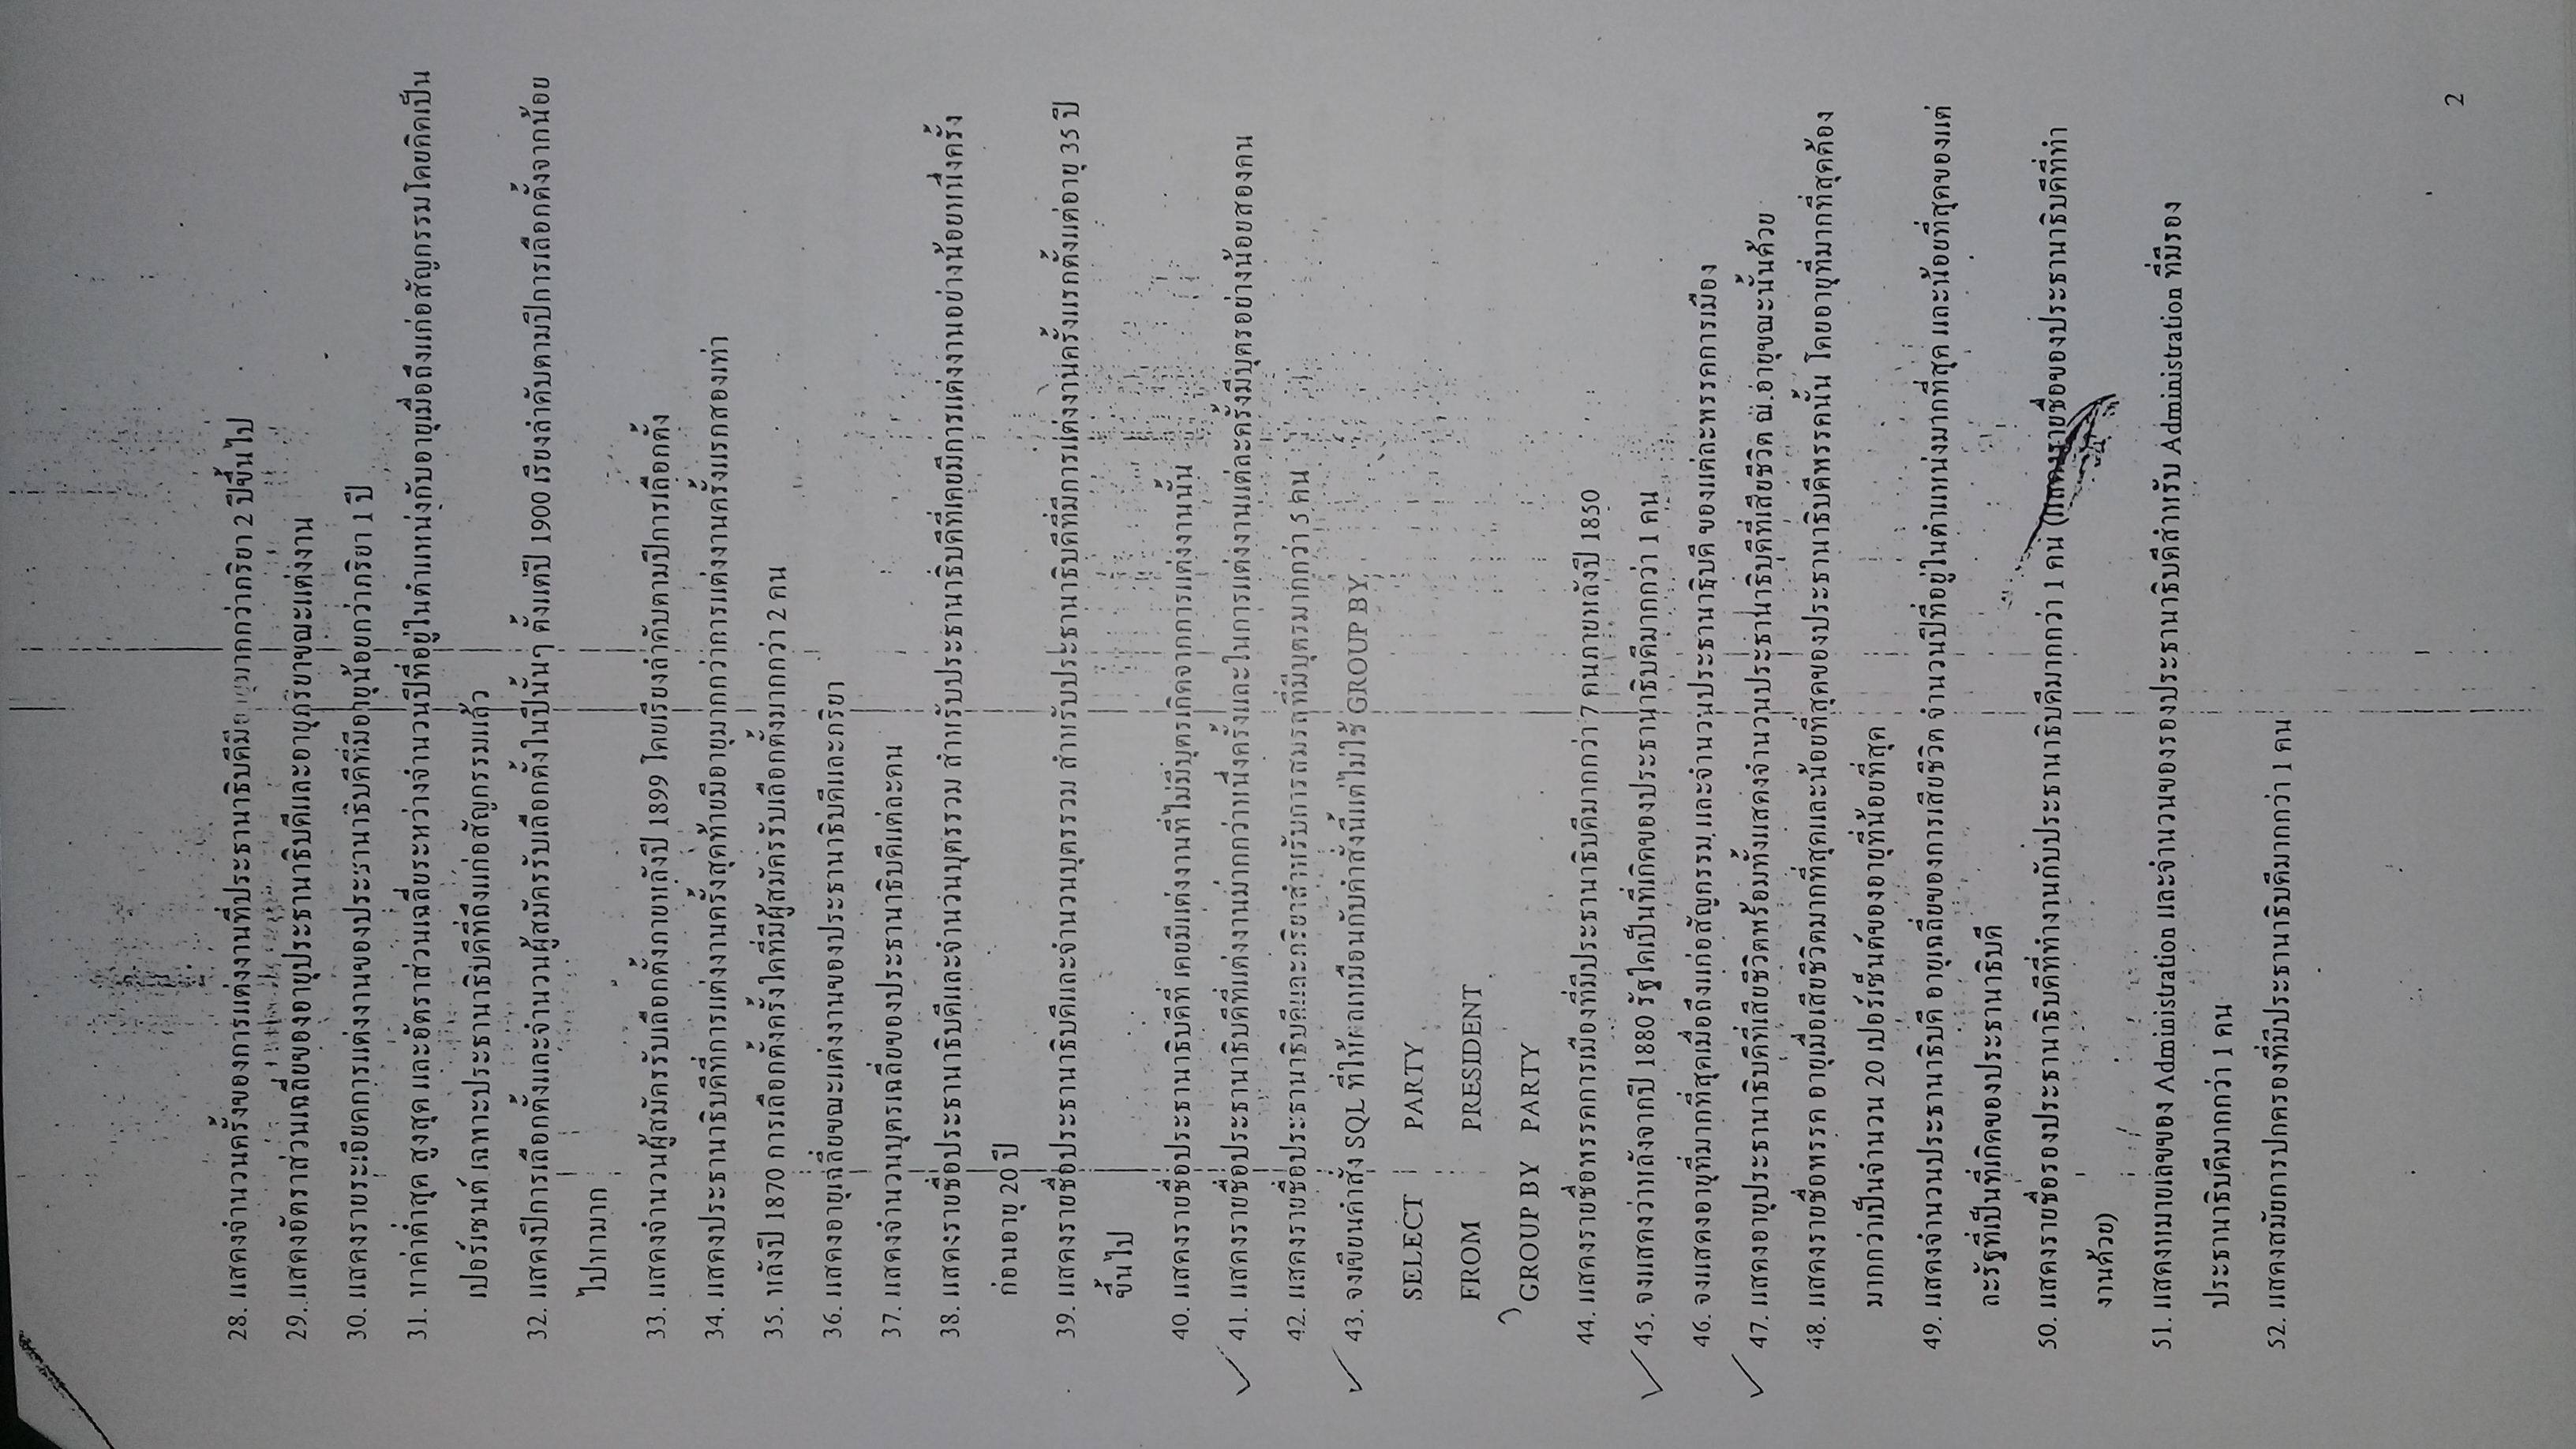 28. แสดงจำนวนครั้งของการแต่งงานที่ประธานาธิบดีมีอายุมากกว่าภริยา 2 ปีขึ้นไป
29. แสดงอัตราส่วนเฉลี่ยของอายุประธานาธิบดีและอายุภริยาขณะแต่งงาน
30. แสดงรายระเอียดการแต่งงานของประธานาธิบดีที่มีอายุน้อยกว่าภริยา 1 ปี
31. หาค่าต่ำสุด สูงสุด และอัตราส่วนเฉลี่ยระหว่างจำนวนปีที่อยู่ในตำแหน่งกับอายุเมื่อถึงแก่อสัญกรรมโดยคิดเป็น
เปอร์เซนต์ เฉพาะประธานาธิบดีที่ถึงแก่อสัญกรรมแล้ว
32. แสดงปีการเลือกตั้งและจำนวนผู้สมัครรับเลือกตั้งในปีนั้นๆ ตั้งแต่ปี 1900 เรียงลำดับตามปีการเลือกตั้งจากน้อย
ไปหามาก
33. แสดงจำนวนผู้สมัครรับเลือกตั้งภายหลังปี 1899 โดยเรียงลำดับตามปีการเลือกตั้ง
34. แสดงประธานาธิบดีที่การแต่งงานครั้งสุดท้ายมีอายุมากกว่าการแต่งงานครั้งแรกสองเท่า
35. หลังปี 1870 การเลือกตั้งครั้งใดที่มีผู้สมัครรับเลือกตั้งมากกว่า 2 คน
36. แสดงอายุเฉลี่ยขณะแต่งงานของประธานาธิบดีและภริยา
37. แสดงจำนวนบุตรเฉลี่ยของประธานาธิบดีแต่ละคน
38. แสดงรายชื่อประธานาธิบดีและจำนวนบุตรรวม สำหรับประธานาธิบดีที่เคยมีการแต่งงานอย่างน้อยหนึ่งครั้ง
ก่อนอายุ 20 ปี
39. แสดงรายชื่อประธานาธิบดีและจำนวนบุตรรวม สำหรับประธานาธิบดีที่มีการแต่งงานครั้งแรกตั้งแต่อายุ 35 ปี
ขึ้นไป
40. แสดงรายชื่อประธานาธิบดีที่ เคยมีแต่งงานที่ไม่มีบุตรเกิดจากการแต่งงานนั้น
41. แสดงรายชื่อประธานาธิบดีที่แต่งงานมากกว่าหนึ่งครั้งและในการแต่งงานแต่ละครั้งมีบุตรอย่างน้อยสองคน
42. แสดงรายชื่อประธานาธิบดีและภริยาสำหรับการสมรสที่มีบุตรมากกว่า 5 คน
43. จงเขียนคำสั่ง SQL ที่ให้ผลเหมือนกับคำสั่งนี้แต่ไม่ใช้ GROUP BY
SELECT PARTY
FROM PRESIDENT
GROUP BY PARTY
44. แสดงรายชื่อพรรคการเมืองที่มีประธานาธิบดีมากกว่า 7 คนภายหลังปี 1850
45. จงแสดงว่าหลังจากปี 1880 รัฐใดเป็นที่เกิดของประธานาธิบดีมากกว่า 1 คน
46. จงแสดงอายุที่มากที่สุดเมื่อถึงแก่อสัญกรรม และจำนวนประธานาธิบดี ของแต่ละพรรคการเมือง
47. แสดงอายุประธานาธิบดีที่เสียชีวิตพร้อมทั้งแสดงจำนวนประธานาธิบดีที่เสียชีวิต ณ.อายุขณะนั้นด้วย
48. แสดงรายชื่อพรรค อายุเมื่อเสียชีวิตมากที่สุดและน้อยที่สุดของประธานาธิบดีพรรคนั้น โดยอายุที่มากที่สุดต้อง
มากกว่าเป็นจำนวน 20 เปอร์เซ็นต์ของอายุที่น้อยที่สุด
49. แสดงจำนวนประธานาธิบดี อายุเฉลี่ยของการเสียชีวิต จำนวนปีที่อยู่ในตำแหน่งมากที่สุด และน้อยที่สุดของแต่
ละรัฐที่เป็นที่เกิดของประธานาธิบดี
50. แสดงรายชื่อรองประธานาธิบดีที่ทำงานกับประธานาธิบดีมากกว่า 1 คน (แสดงรายชื่อของประธานาธิบดีที่ทำ
งานด้วย)
51. แสดงหมายเลขของ Administration และจำนวนของรองประธานาธิบดีสำหรับ Administration ที่มีรอง
ประธานาธิบดีมากกว่า 1 คน
52. แสดงสมัยการปกครองที่มีประธานาธิบดีมากกว่า 1 คน
2